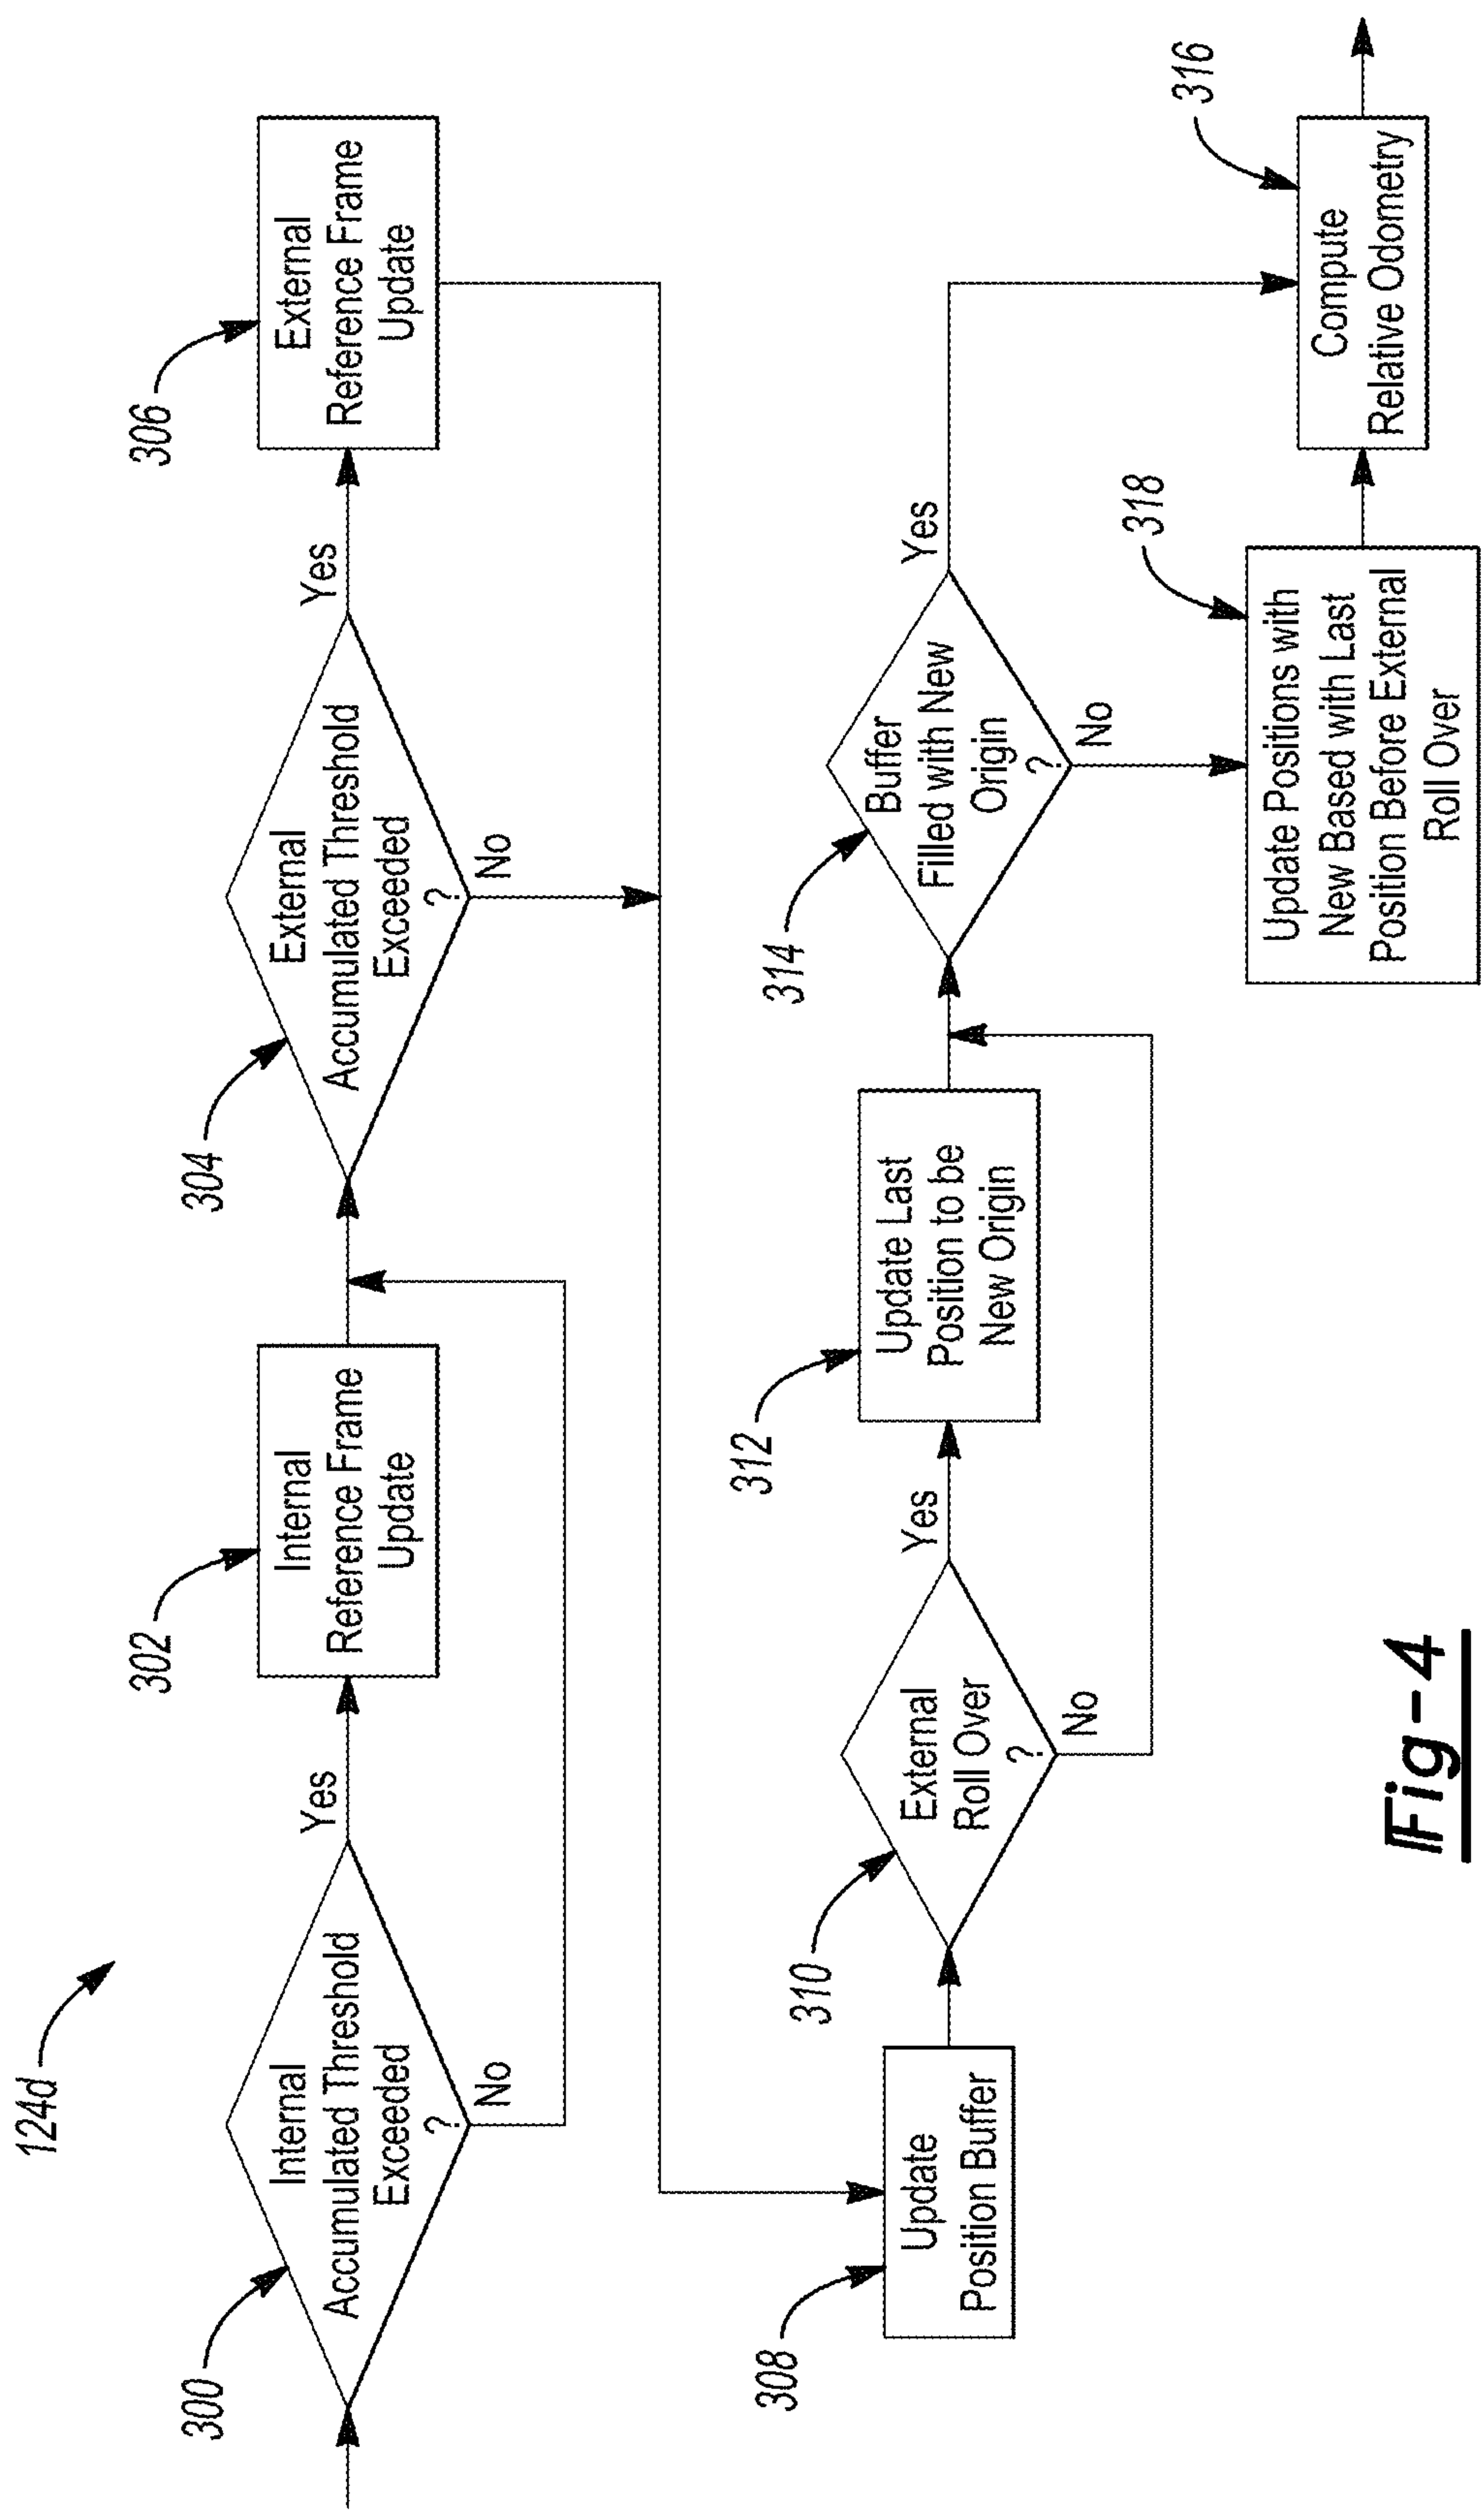 124d
300
Internal
Accumulated Threshold
Exceeded
?
Yes
No
302
Internal
Reference Frame
Update
304
External
Accumulated Threshold
Exceeded
?
Yes
No
306
External
Reference Frame
Update
308
Update
Position Buffer
310
External
Roll Over
?
Yes
No
312
Update Last
Position to be
New Origin
314
Buffer
Filled with New
Origin
?
Yes
No
318
Update Positions with
New Based with Last
Position Before External
Roll Over
316
Compute
Relative Odometry
Fig-4